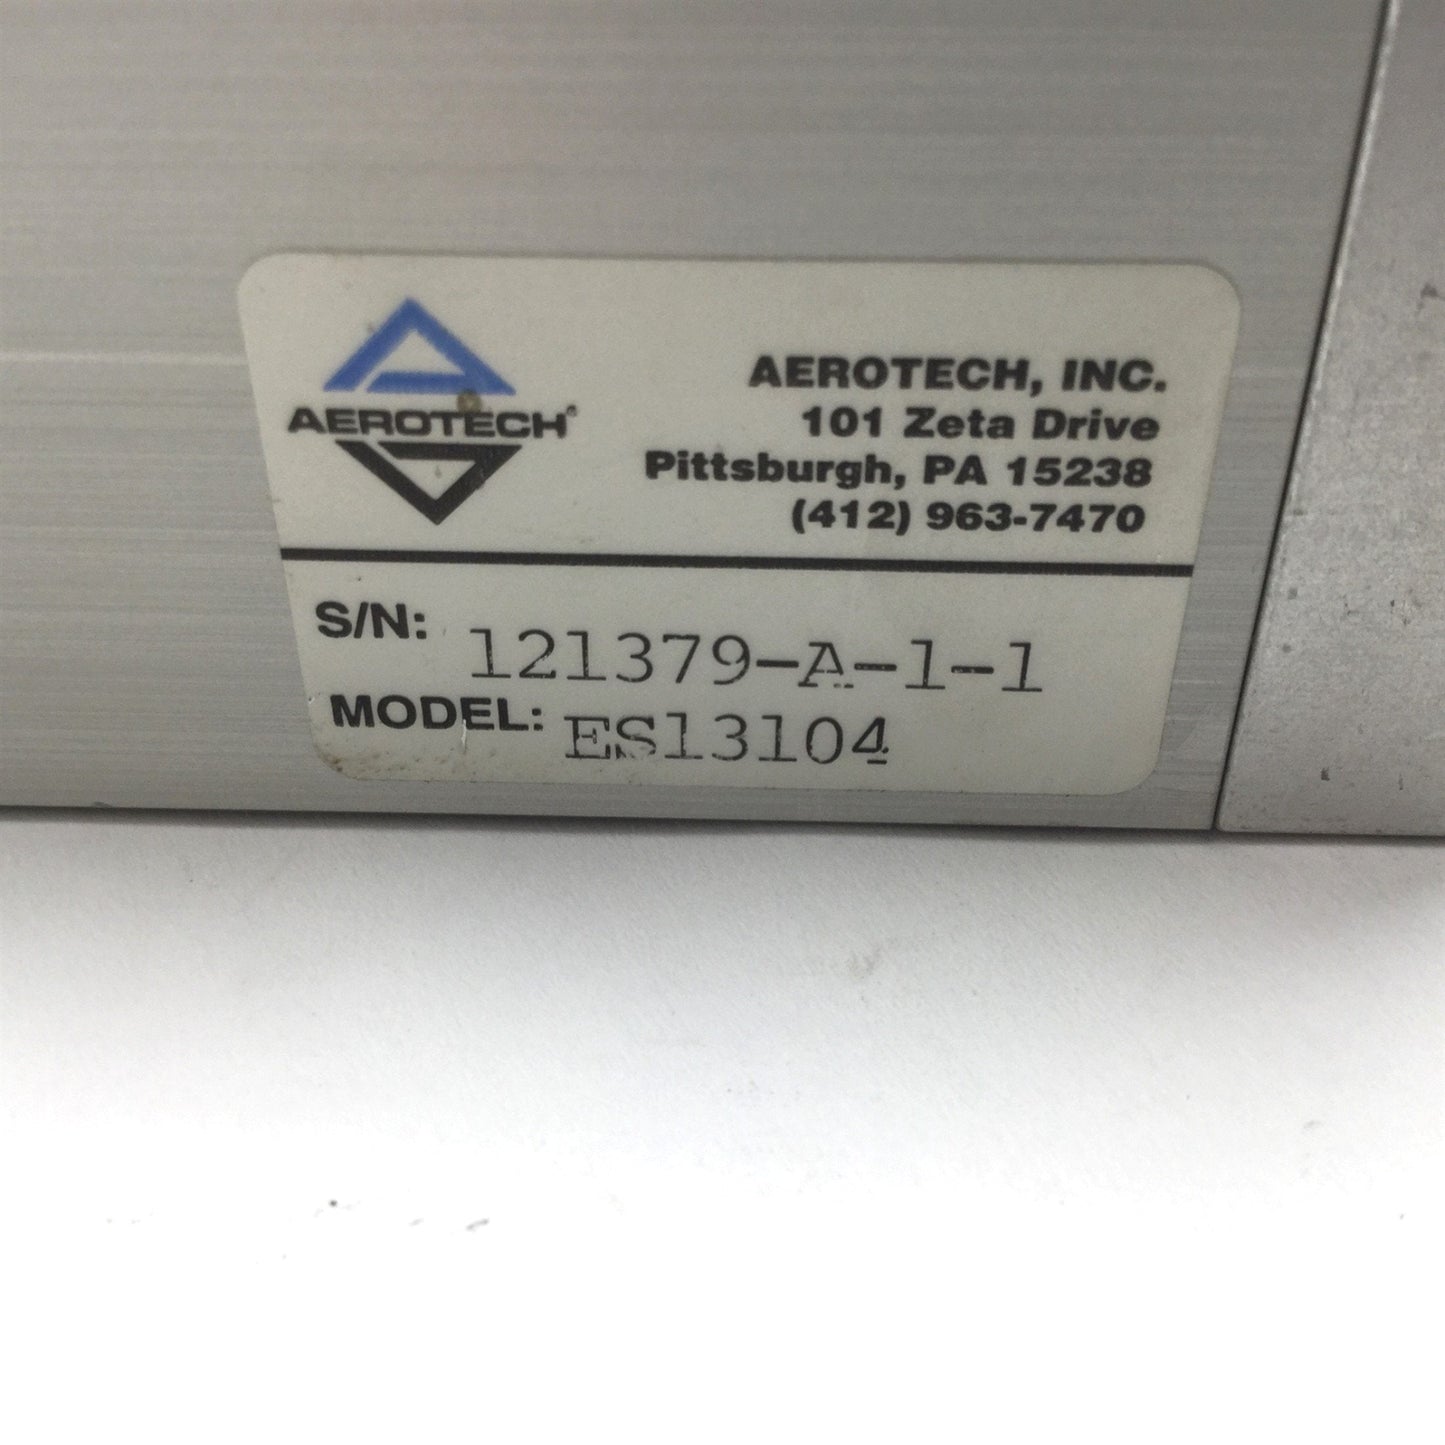 AEROTECH®
AEROTECH, INC.
101 Zeta Drive
Pittsburgh, PA 15238
(412) 963-7470
S/N: 121379-A-1-1
MODEL: ES13104